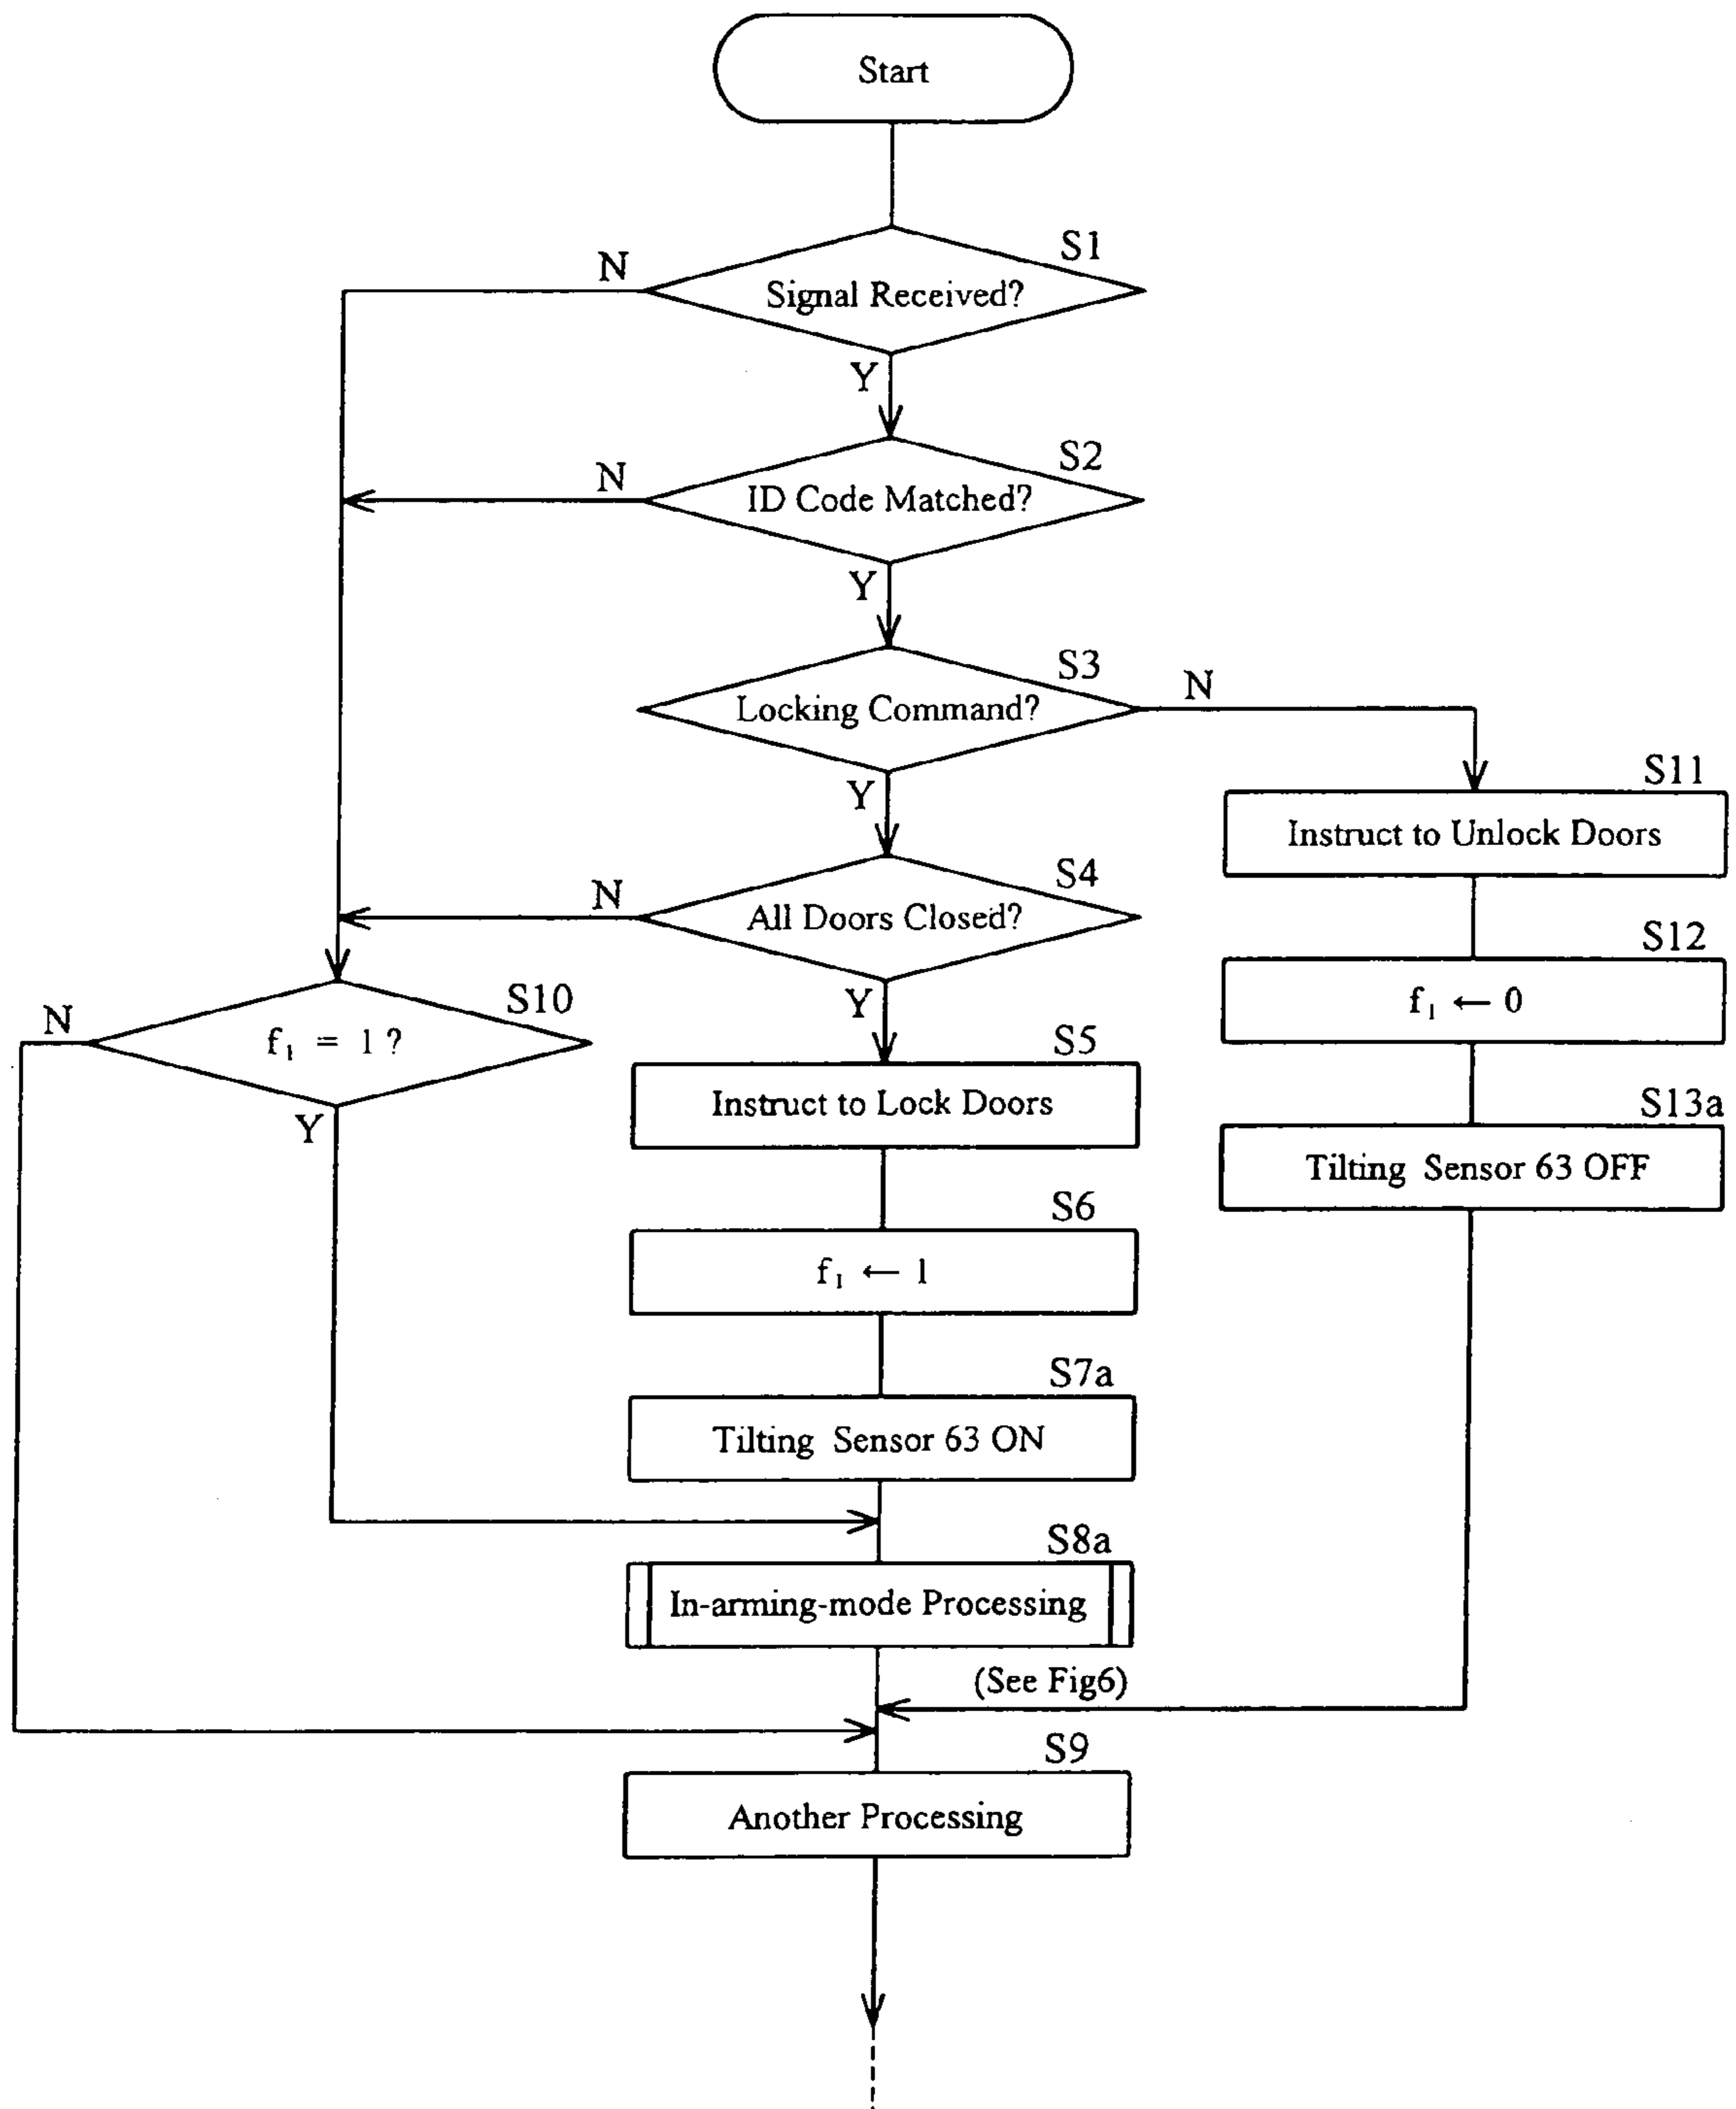 Start
S1
N
Signal Received?
Y
S2
N
ID Code Matched?
Y
S3
N
Locking Command?
Y
S11
Instruct to Unlock Doors
S4
N
All Doors Closed?
Y
S12
f₁ ← 0
S10
N
f₁ = 1 ?
Y
S5
Instruct to Lock Doors
S13a
Tilting Sensor 63 OFF
S6
f₁ ← 1
S7a
Tilting Sensor 63 ON
S8a
In-arming-mode Processing
(See Fig6)
S9
Another Processing